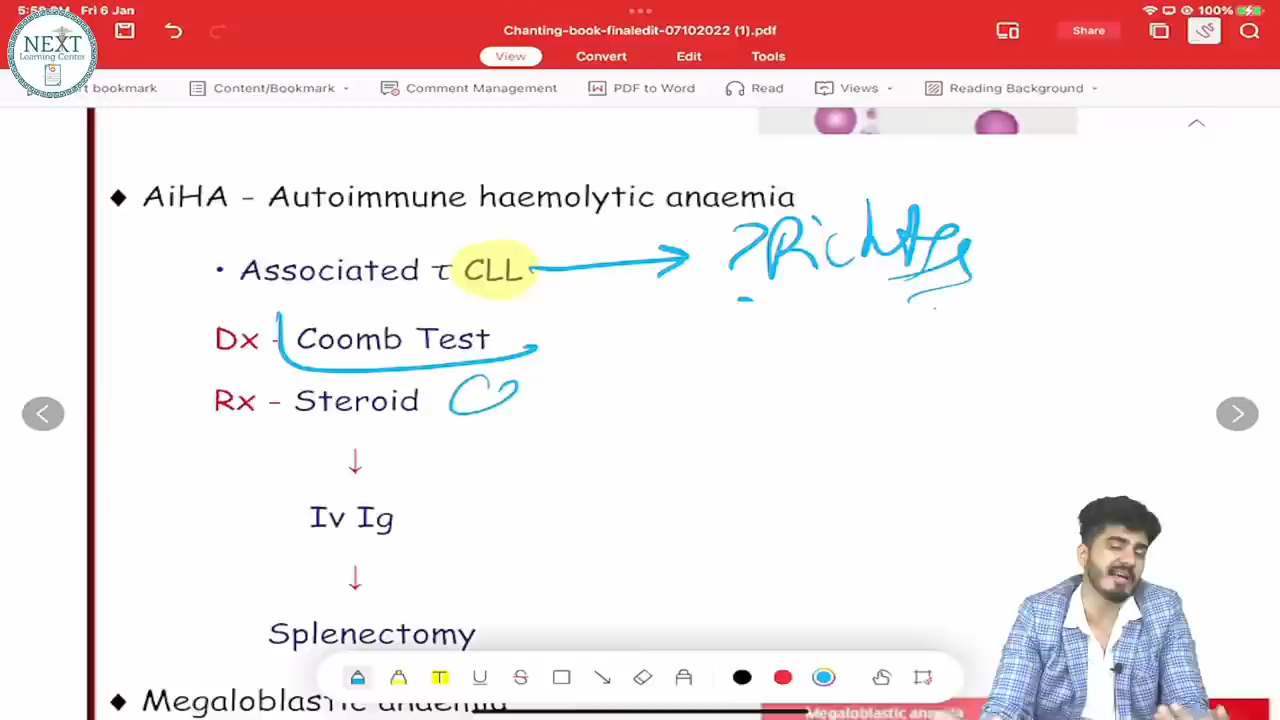 5:58 PM Fri 6 Jan
100%
NEXT
Learning Center
Chanting-book-finaledit-07102022 (1).pdf
Share
View Convert Edit Tools
bookmark Content/Bookmark Comment Management PDF to Word Read Views Reading Background
◆ AiHA - Autoimmune haemolytic anaemia
• Associated τ CLL → ? Richter's
Dx - Coomb Test
Rx - Steroid
↓
Iv Ig
↓
Splenectomy
◆ Megaloblastic anaemia
Megaloblastic anaemia